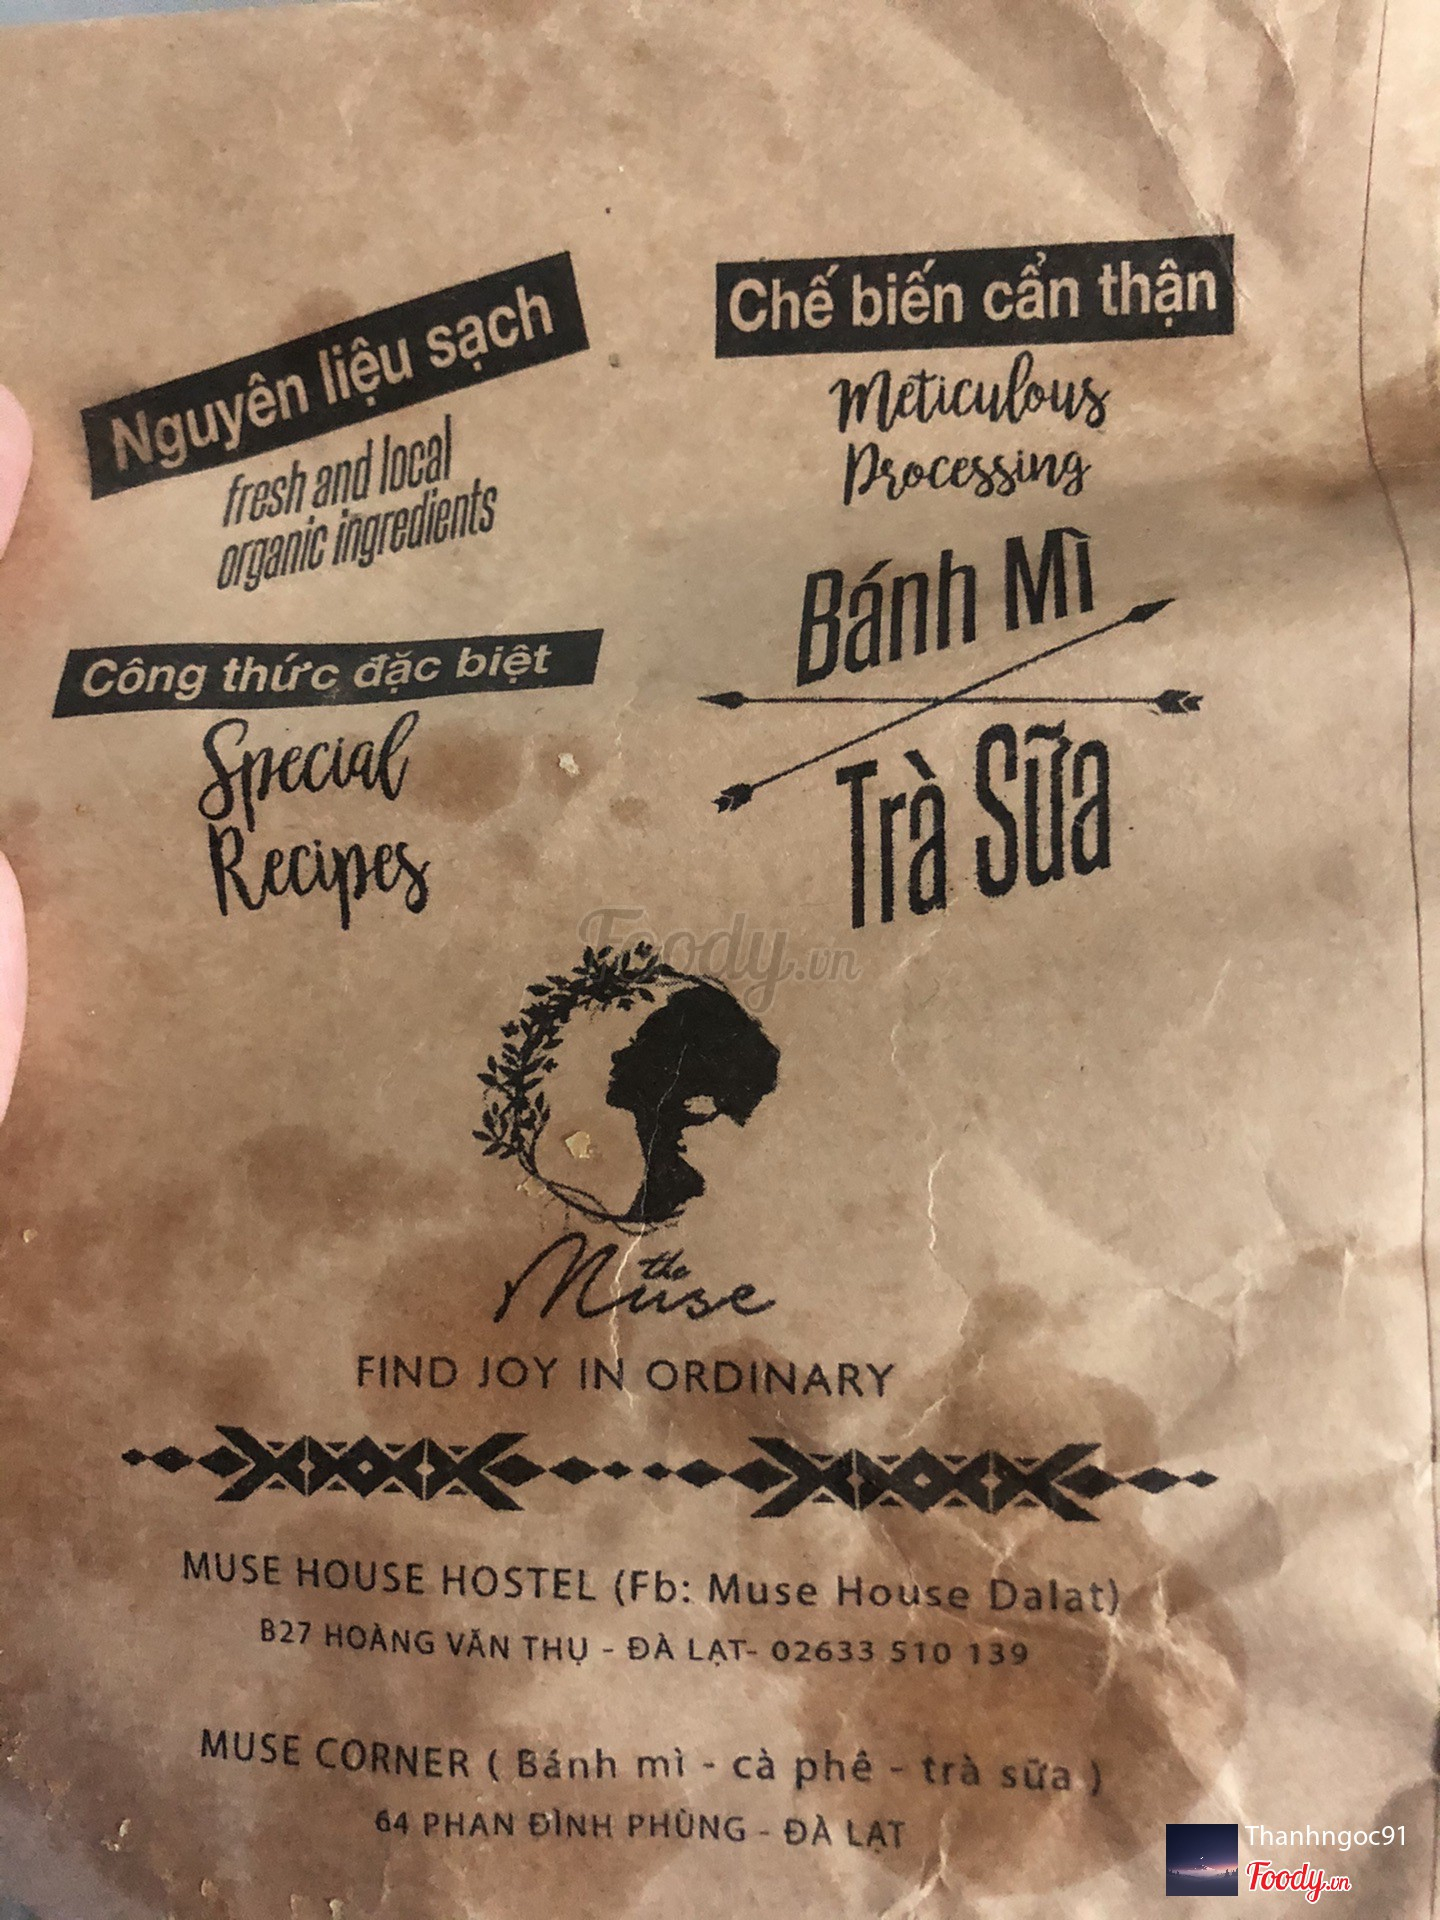 Nguyên liệu sạch
fresh and local
organic ingredients
Chế biến cẩn thận
Meticulous
Processing
Công thức đặc biệt
Special
Recipes
Bánh Mì
Trà Sữa
Foody.vn
the
Muse
FIND JOY IN ORDINARY
MUSE HOUSE HOSTEL (Fb: Muse House Dalat)
B27 HOÀNG VĂN THỤ - ĐÀ LẠT- 02633 510 139
MUSE CORNER ( Bánh mì - cà phê - trà sữa )
64 PHAN ĐÌNH PHÙNG - ĐÀ LẠT
Thanhngoc91
Foody.vn